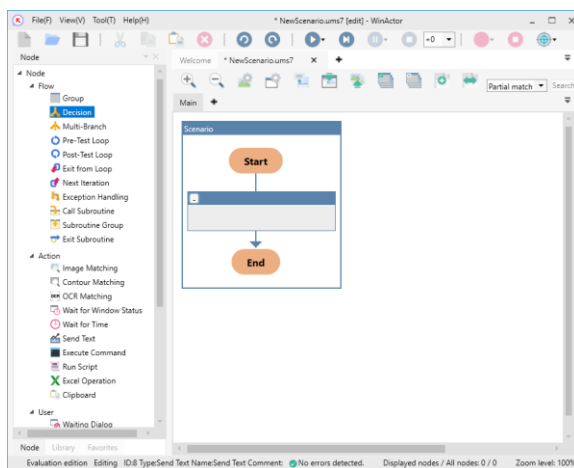 * NewScenario.ums7 [edit] - WinActor
File(F) View(V) Tool(T) Help(H)
+0
Node
Welcome * NewScenario.ums7
Partial match Search
Main
Node
Flow
Group
Decision
Multi-Branch
Pre-Test Loop
Post-Test Loop
Exit from Loop
Next Iteration
Exception Handling
Call Subroutine
Subroutine Group
Exit Subroutine
Action
Image Matching
Contour Matching
OCR OCR Matching
Wait for Window Status
Wait for Time
Send Text
Execute Command
Run Script
Excel Operation
Clipboard
User
Waiting Dialog
Scenario
Start
End
Node Library Favorites
Evaluation edition Editing ID:8 Type:Send Text Name:Send Text Comment: No errors detected. Displayed nodes / All nodes: 0 / 0 Zoom level: 100%